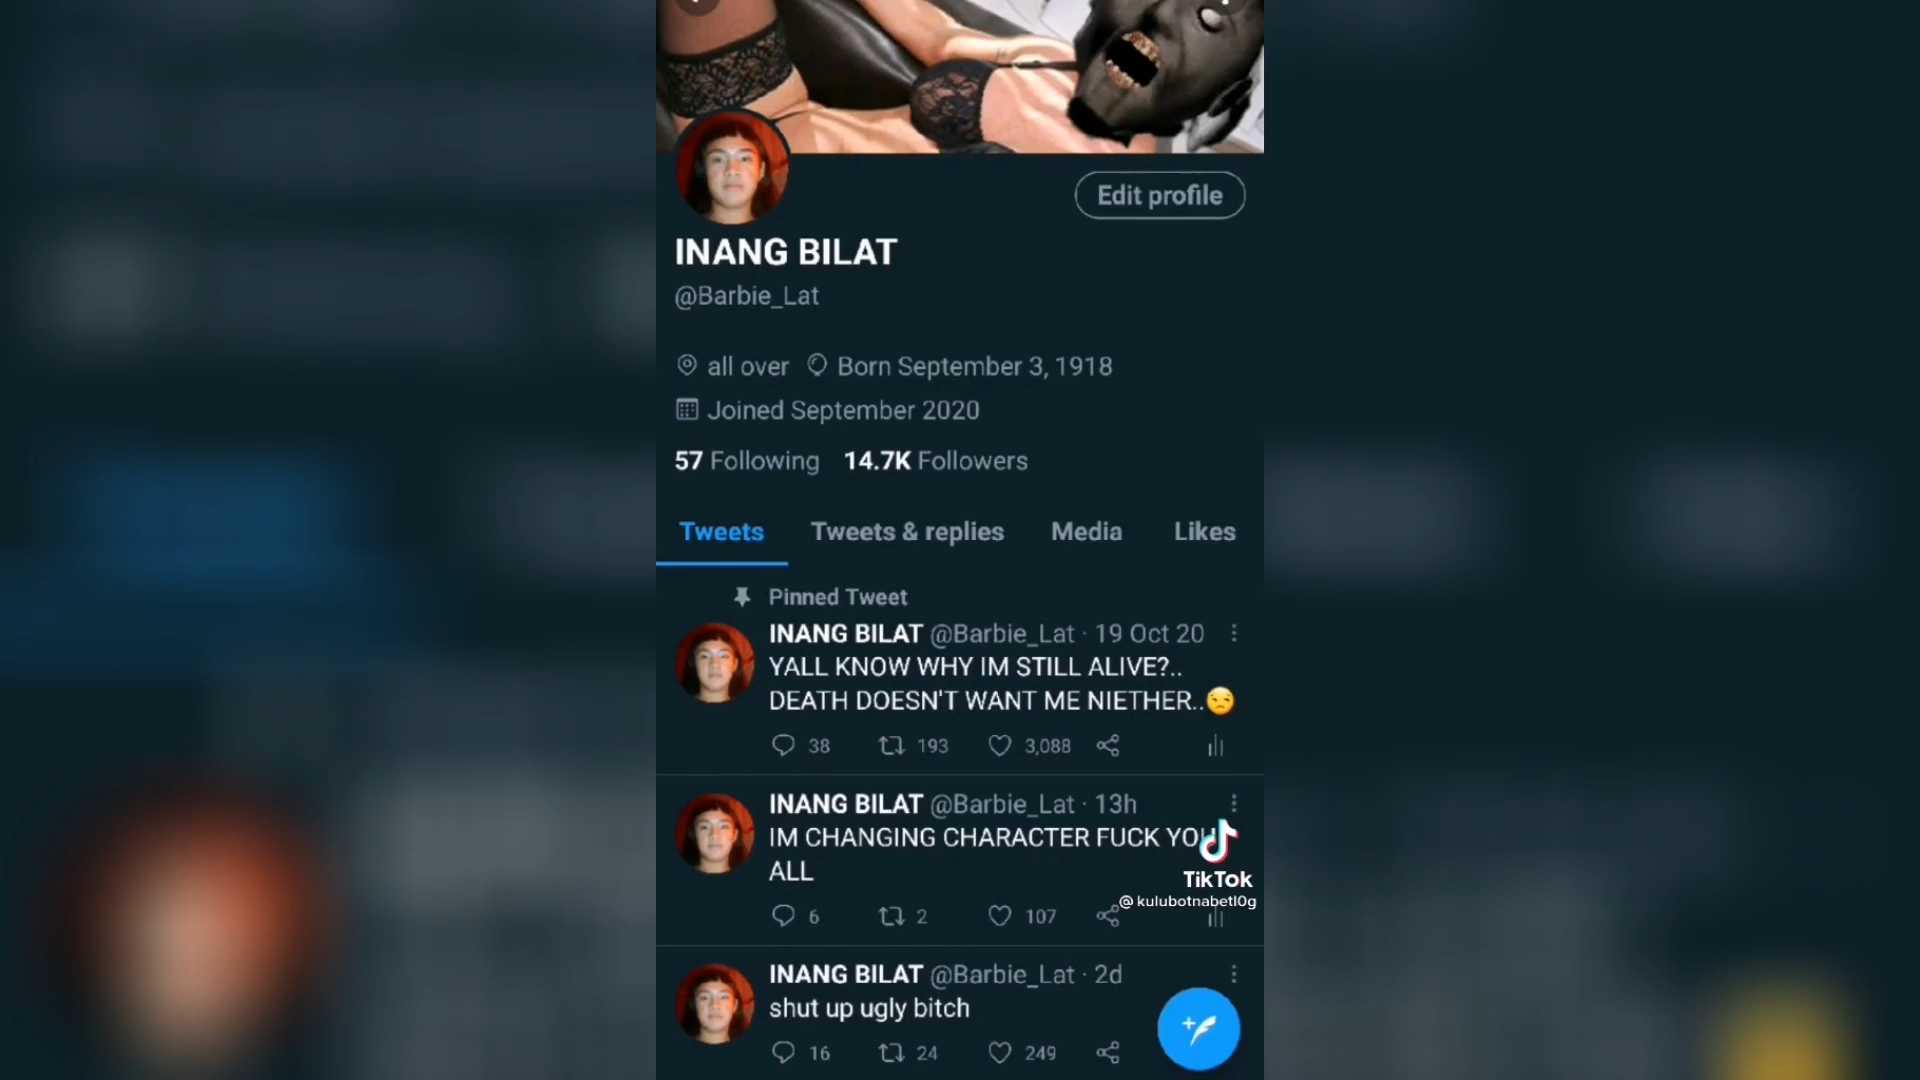 Edit profile
INANG BILAT
@Barbie_Lat
all over Born September 3, 1918
Joined September 2020
57 Following 14.7K Followers
Tweets Tweets & replies Media Likes
Pinned Tweet
INANG BILAT @Barbie_Lat · 19 Oct 20
YALL KNOW WHY IM STILL ALIVE?..
DEATH DOESN'T WANT ME NIETHER..😒
38 193 3,088
INANG BILAT @Barbie_Lat · 13h
IM CHANGING CHARACTER FUCK YOU
ALL
TikTok
@kulubotnabetl0g
6 2 107
INANG BILAT @Barbie_Lat · 2d
shut up ugly bitch
16 24 249